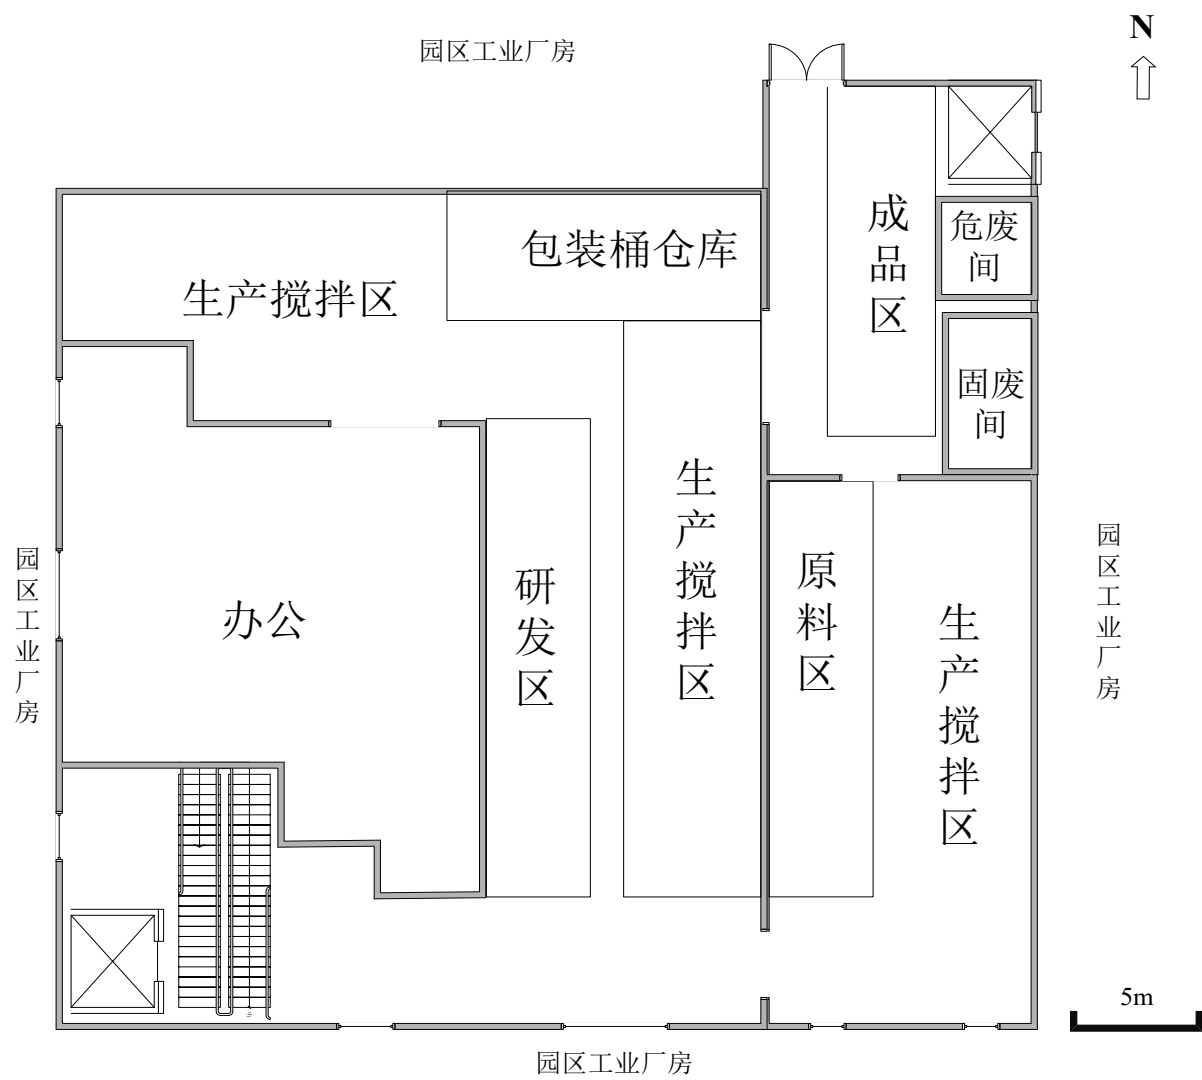 园区工业厂房
N
成品区
危废间
包装桶仓库
生产搅拌区
固废间
生产搅拌区
园区工业厂房
园区工业厂房
研发区
原料区
办公
生产搅拌区
5m
园区工业厂房